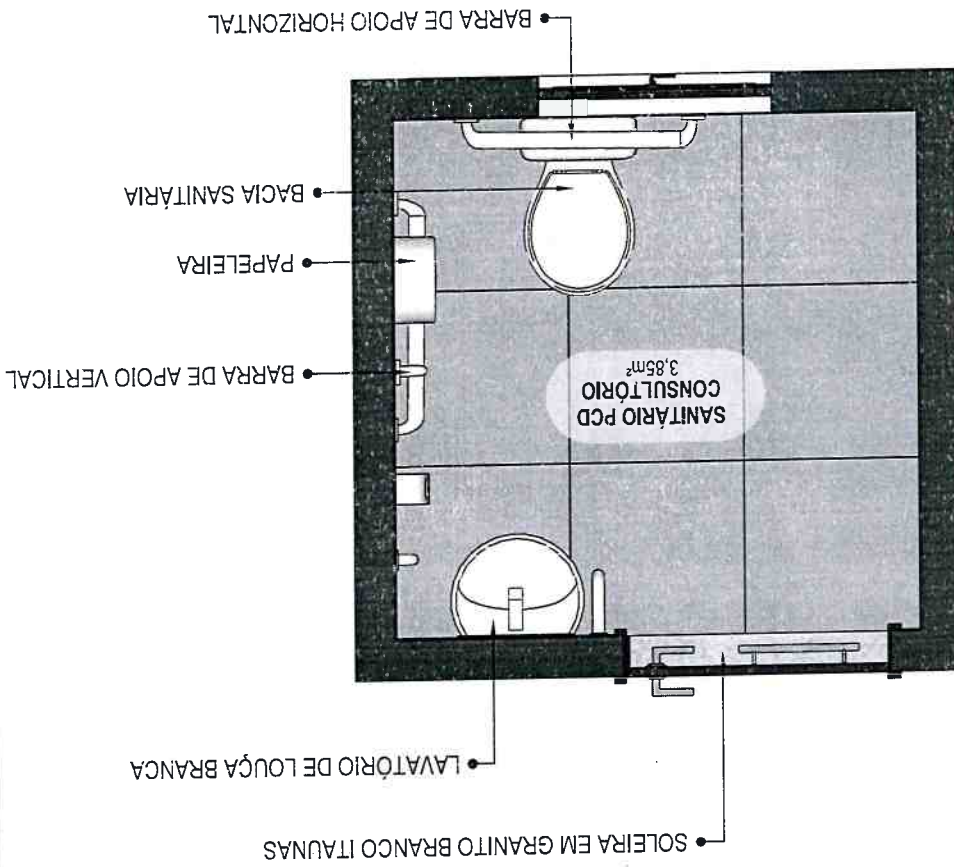 SOLEIRA EM GRANITO BRANCO ITAUNAS
LAVATÓRIO DE LOUÇA BRANCA
SANITÁRIO PCD
CONSULTÓRIO
3,85m²
BARRA DE APOIO VERTICAL
PAPELEIRA
BACIA SANITÁRIA
BARRA DE APOIO HORIZONTAL